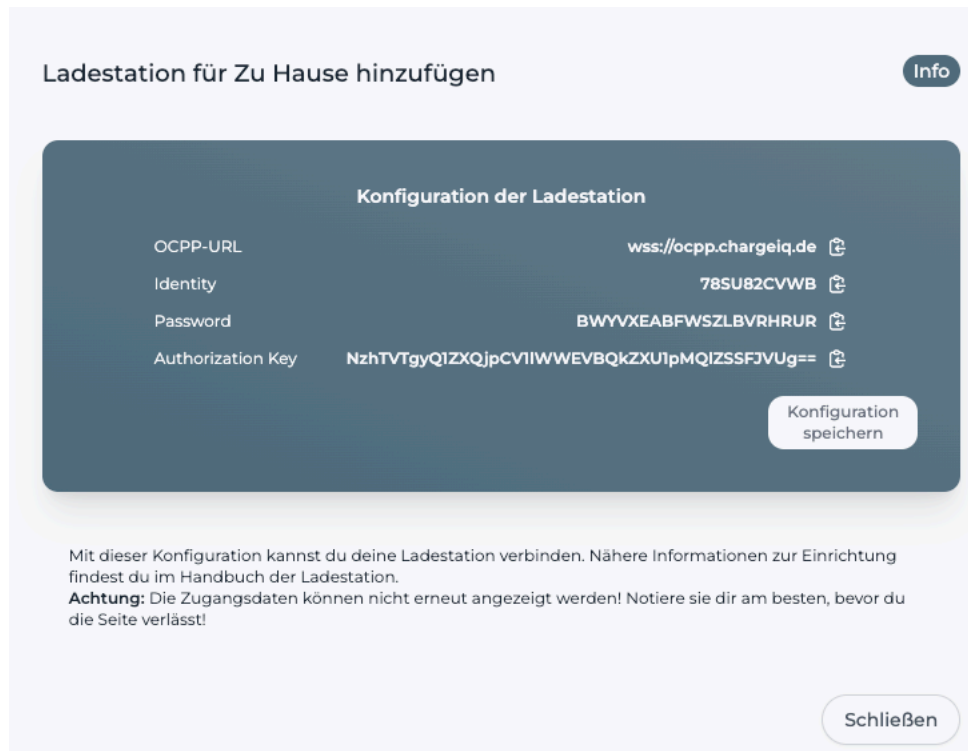 Ladestation für Zu Hause hinzufügen
Info
Konfiguration der Ladestation
OCPP-URL wss://ocpp.chargeiq.de
Identity 78SU82CVWB
Password BWYVXEABFWSZLBVRHRUR
Authorization Key NzhTVTgyQ1ZXQjpCV1lWWEVBQkZXU1pMQlZSSFJVUg==
Konfiguration
speichern
Mit dieser Konfiguration kannst du deine Ladestation verbinden. Nähere Informationen zur Einrichtung
findest du im Handbuch der Ladestation.
Achtung: Die Zugangsdaten können nicht erneut angezeigt werden! Notiere sie dir am besten, bevor du
die Seite verlässt!
Schließen